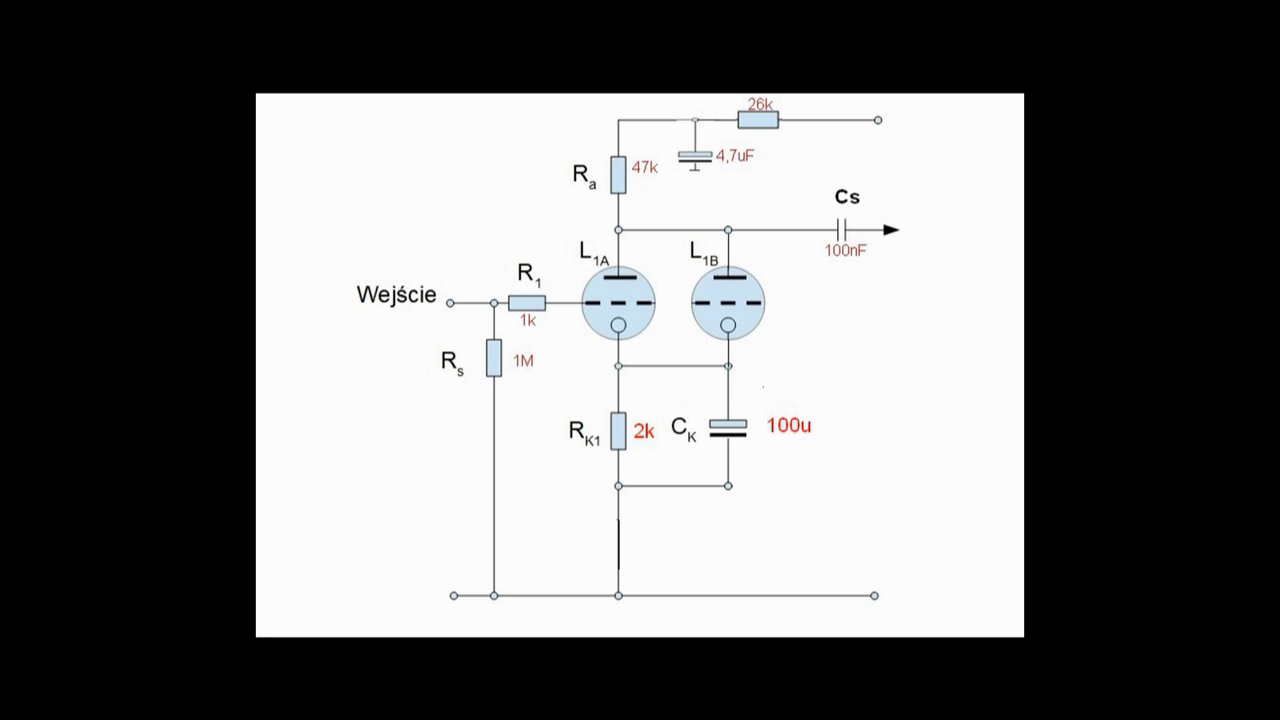 26k
4,7uF
Ra
47k
Cs
100nF
L1A
L1B
R1
Wejście
1k
Rs
1M
RK1
2k
CK
100u